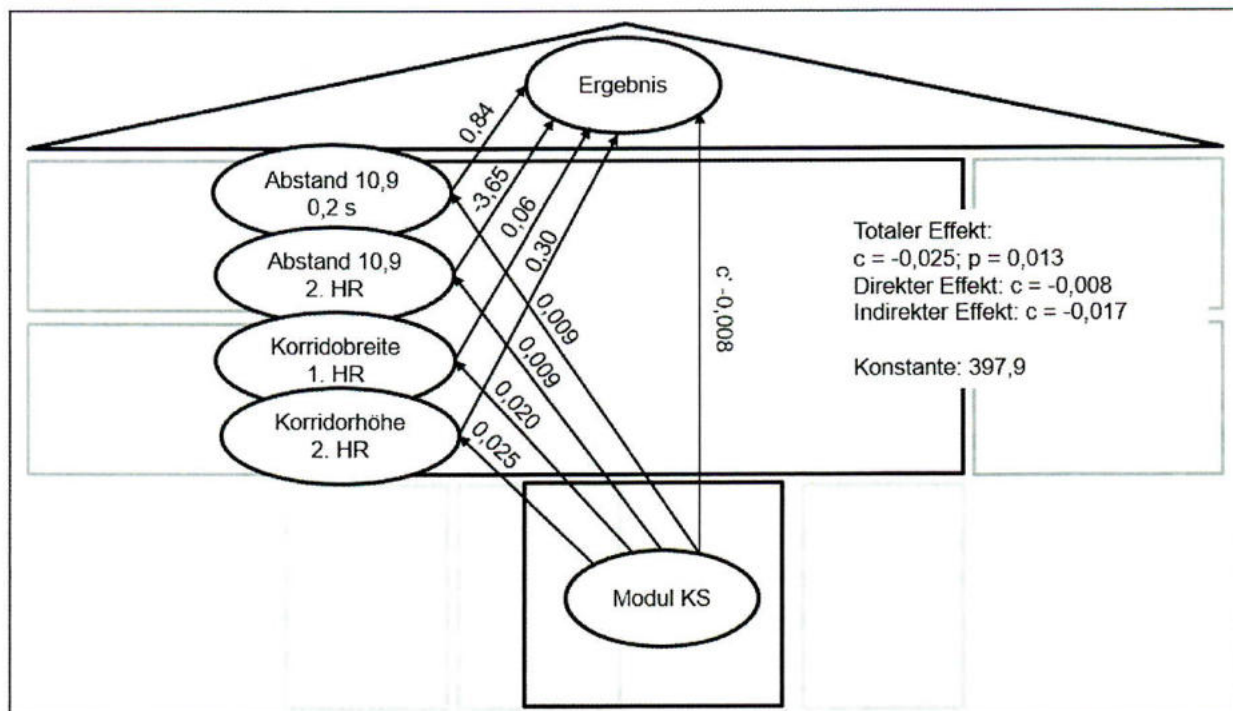 Ergebnis
0,84
-3,65
0,06
0,30
Abstand 10,9
0,2 s
Abstand 10,9
2. HR
Korridobreite
1. HR
Korridorhöhe
2. HR
0,009
0,009
0,020
0,025
c' -0,008
Totaler Effekt:
c = -0,025; p = 0,013
Direkter Effekt: c = -0,008
Indirekter Effekt: c = -0,017
Konstante: 397,9
Modul KS